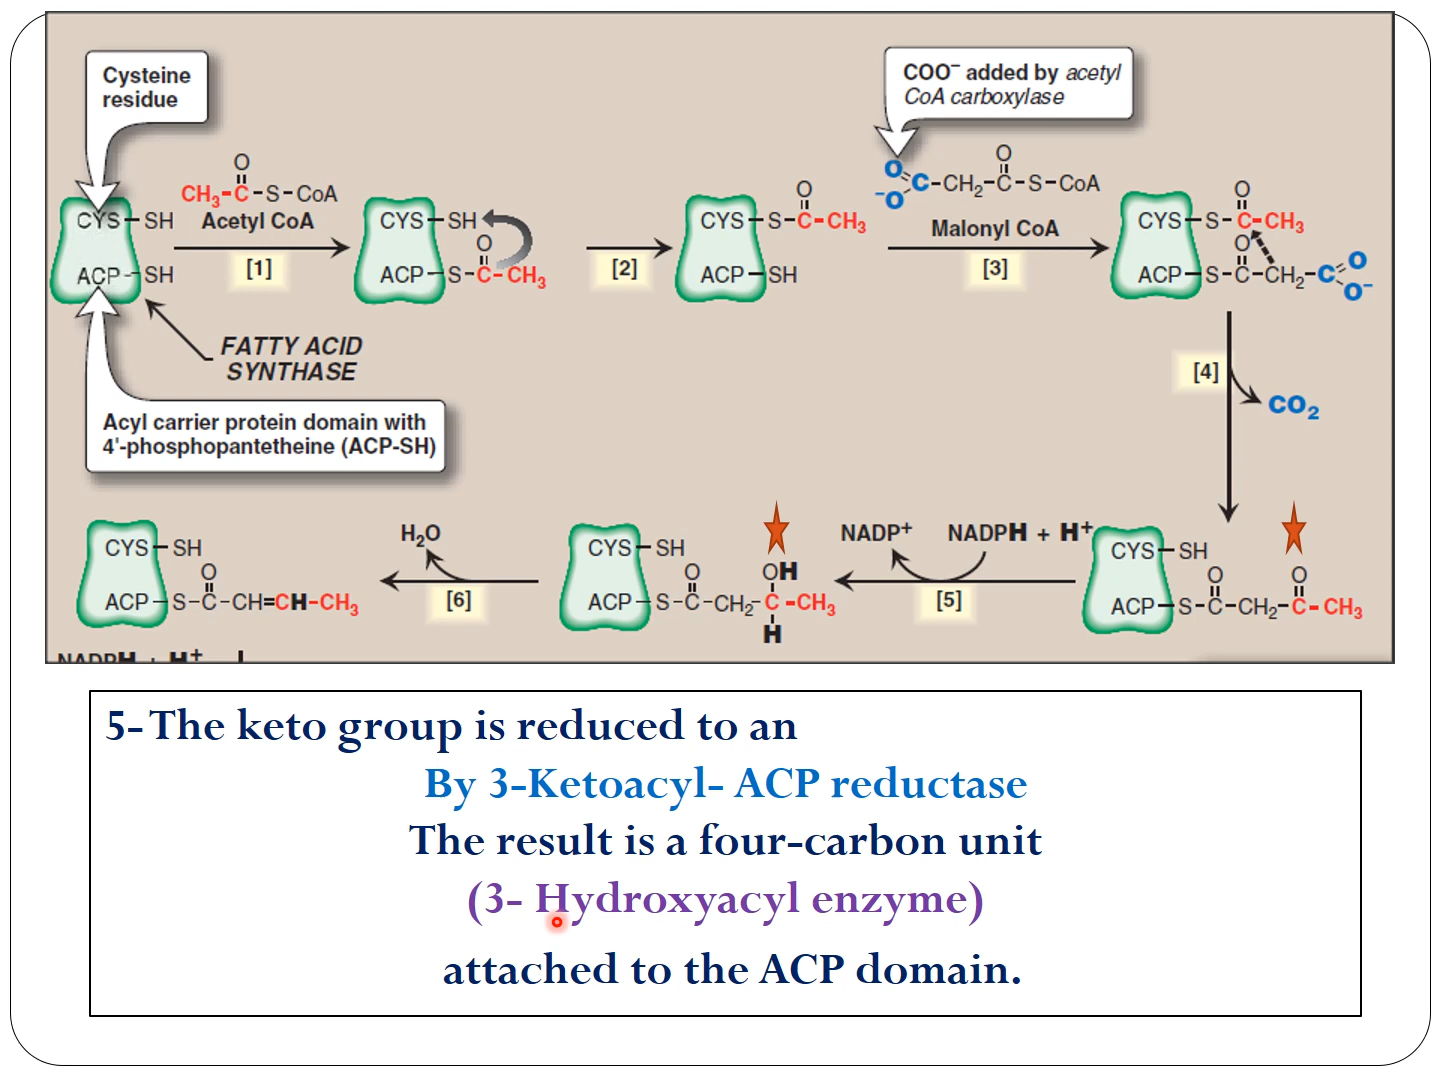 Cysteine
residue
COO⁻ added by acetyl
CoA carboxylase
O
CH₃-C-S-CoA
Acetyl CoA
CYS-SH
ACP-SH
[1]
CYS-SH
O
ACP-S-C-CH₃
[2]
O
CYS-S-C-CH₃
ACP-SH
O O
⁻O C-CH₂-C-S-CoA
Malonyl CoA
[3]
O
CYS-S-C-CH₃
O O
ACP-S-C-CH₂-C
O⁻
FATTY ACID
SYNTHASE
[4]
CO₂
Acyl carrier protein domain with
4'-phosphopantetheine (ACP-SH)
CYS-SH
O
ACP-S-C-CH=CH-CH₃
H₂O
[6]
CYS-SH
O OH
ACP-S-C-CH₂-C-CH₃
H
NADP⁺ NADPH + H⁺
[5]
CYS-SH
O O
ACP-S-C-CH₂-C-CH₃
NADPH + H⁺
5- The keto group is reduced to an
By 3-Ketoacyl- ACP reductase
The result is a four-carbon unit
(3- Hydroxyacyl enzyme)
attached to the ACP domain.